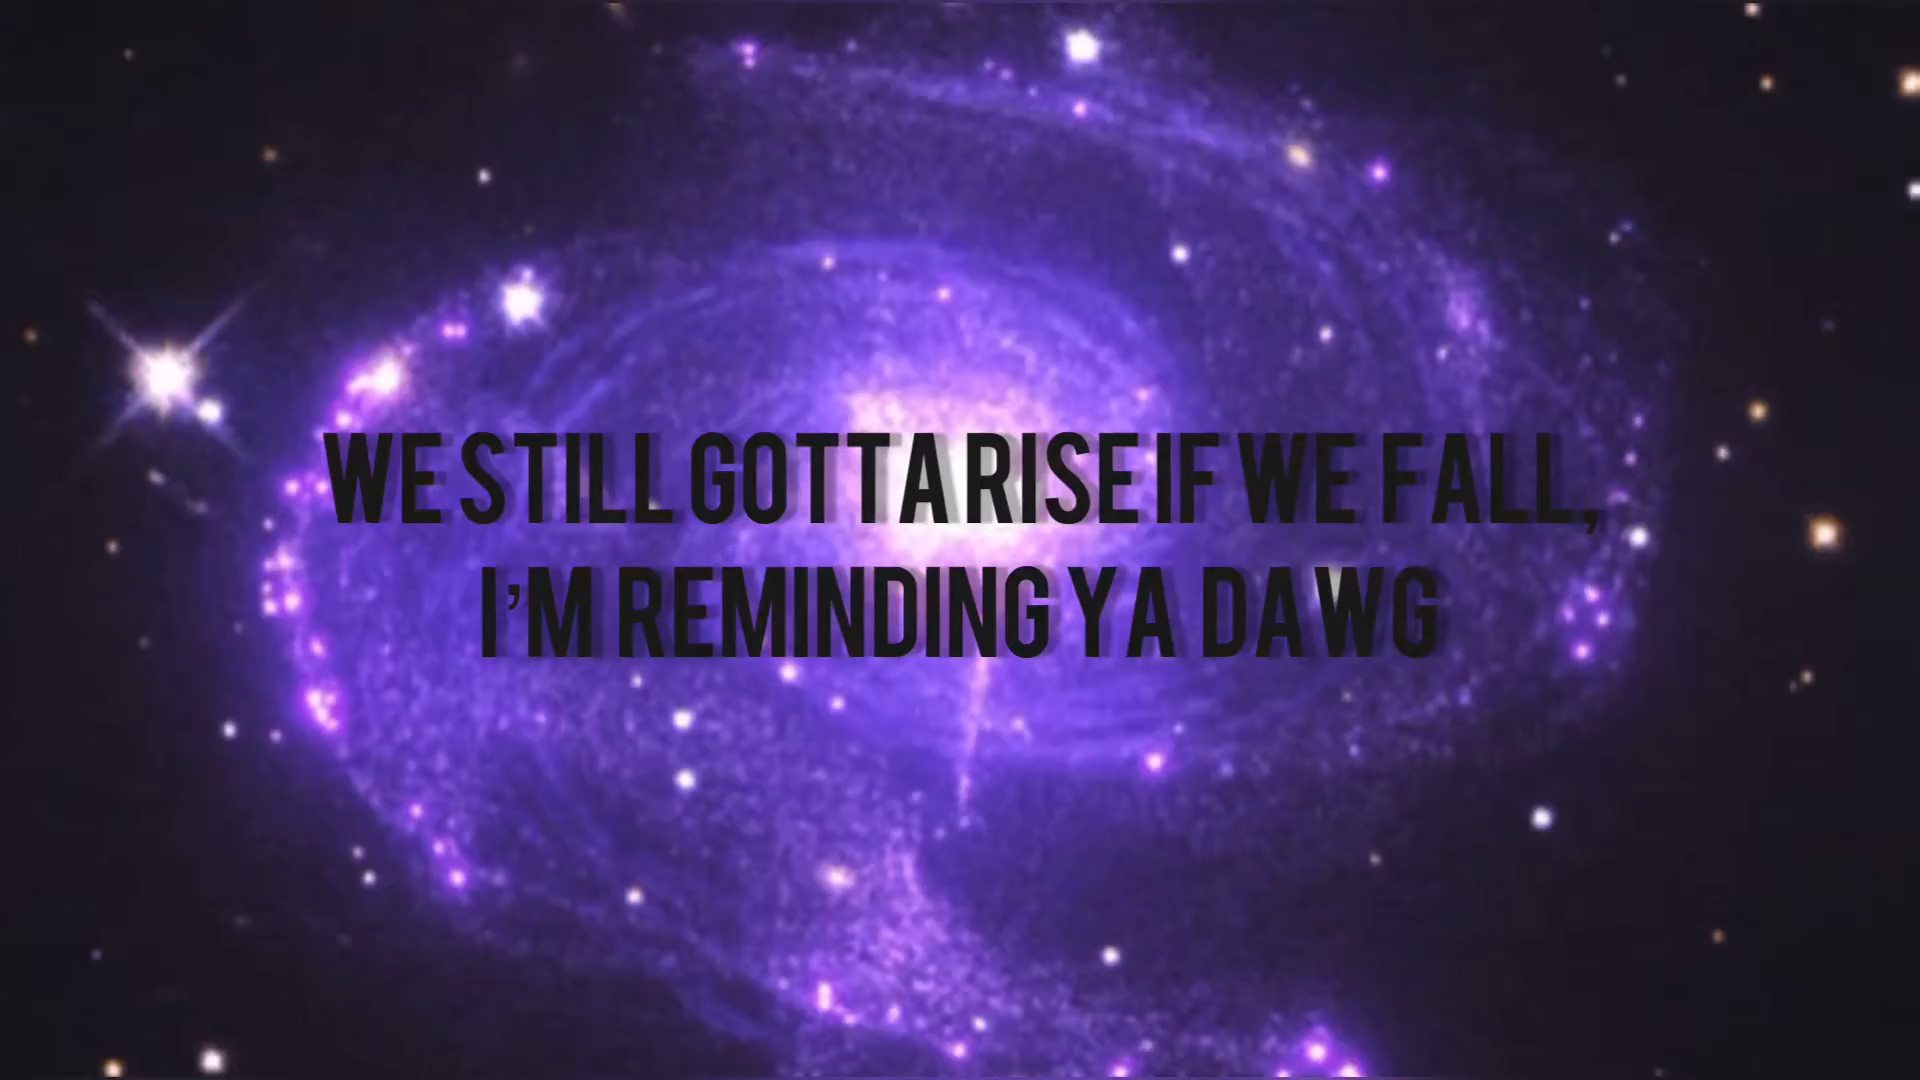 WE STILL GOTTA RISE IF WE FALL,
I'M REMINDING YA DAWG